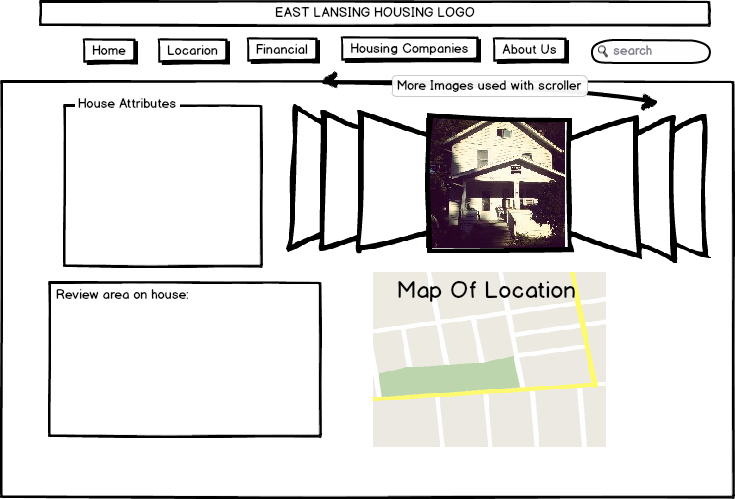 EAST LANSING HOUSING LOGO
Home
Locarion
Financial
Housing Companies
About Us
search
More Images used with scroller
House Attributes
Review area on house:
Map Of Location